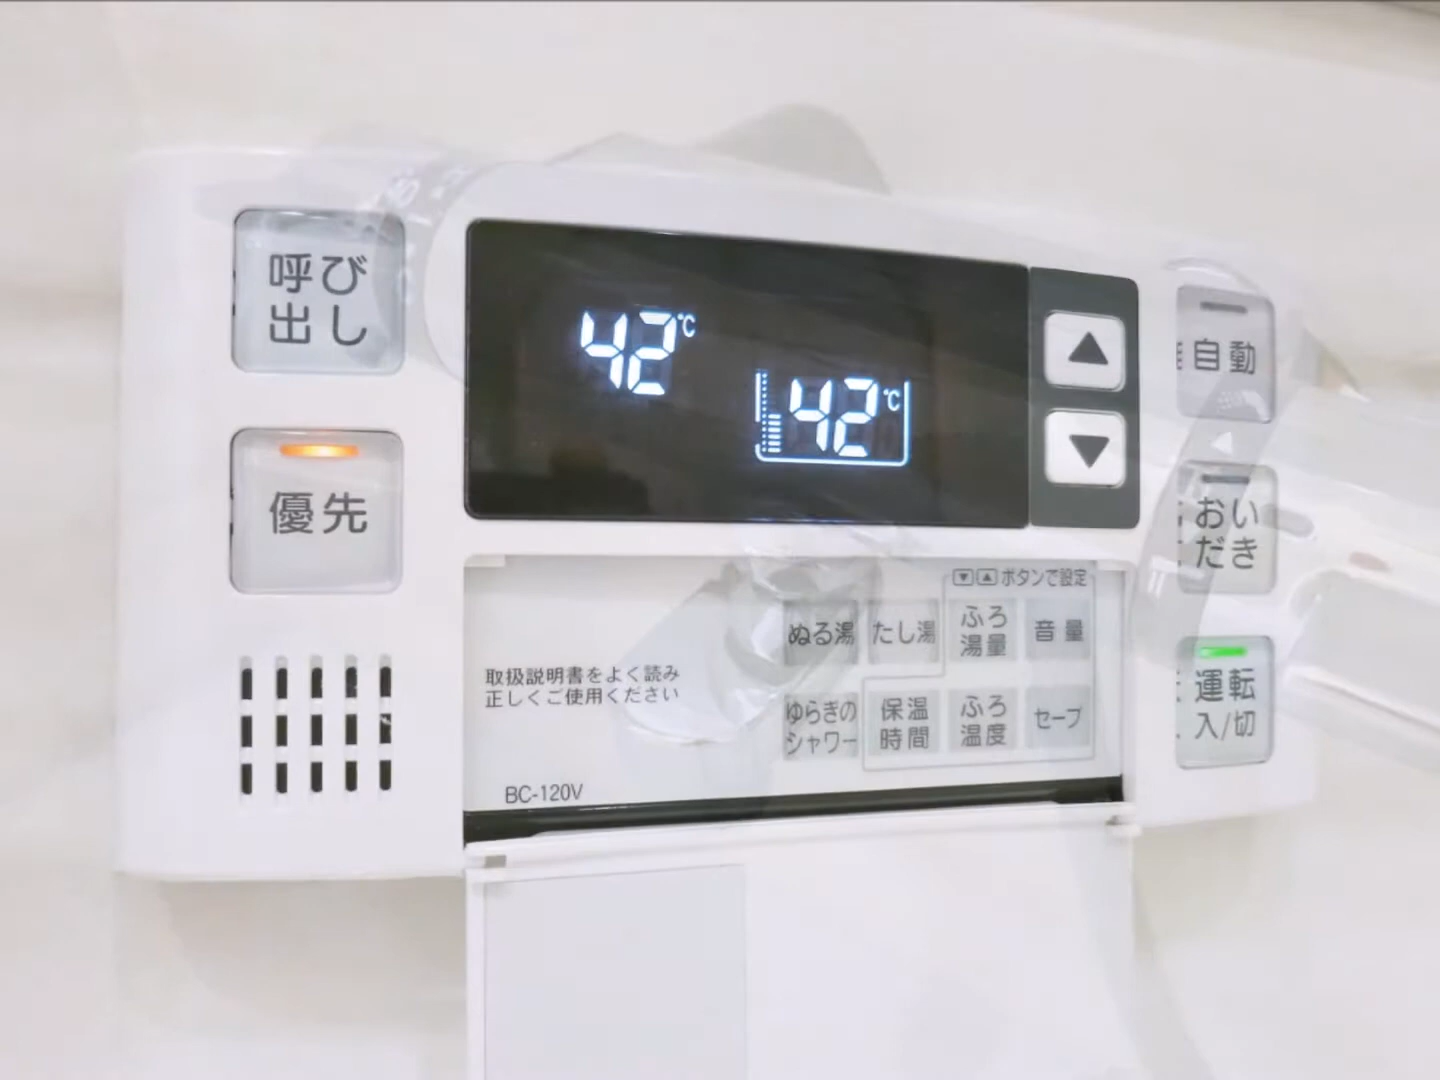 呼び
出し
優先
42℃
42℃
自動
おい
だき
運転
入/切
取扱説明書をよく読み
正しくご使用ください
BC-120V
▼▲ボタンで設定
ぬる湯
たし湯
ふろ
湯量
音量
ゆらぎの
シャワー
保温
時間
ふろ
温度
セーブ